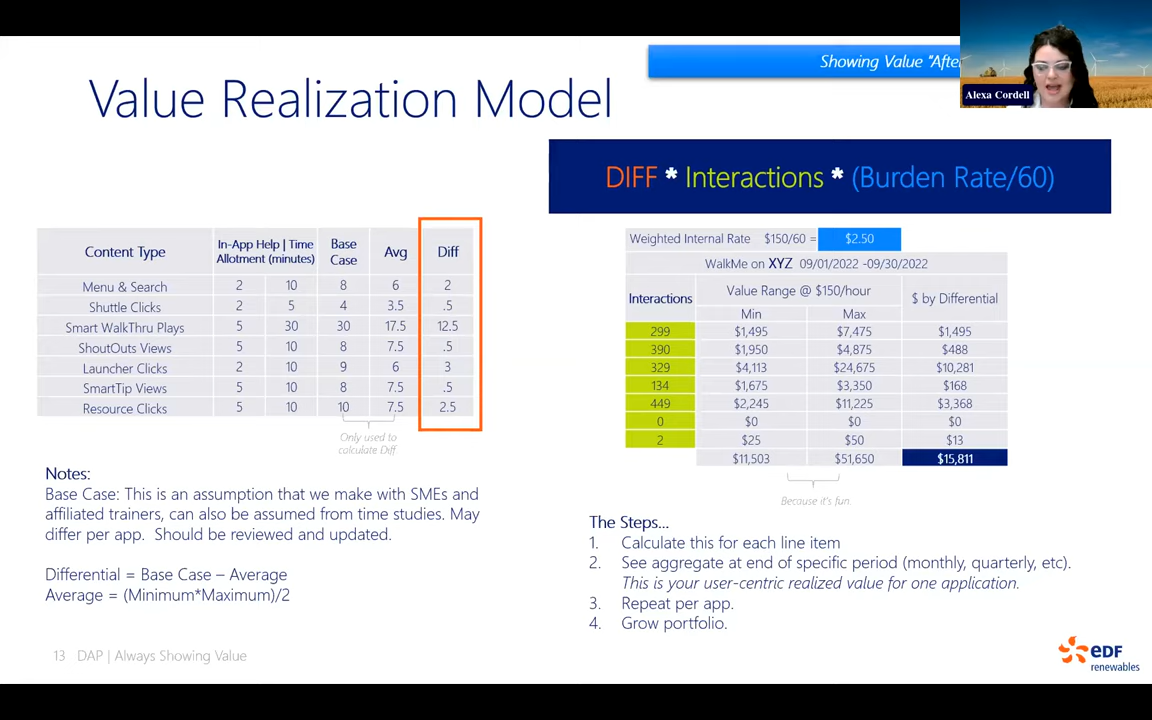 Showing Value "Afte
Alexa Cordell
Value Realization Model
DIFF * Interactions * (Burden Rate/60)
Content Type In-App Help | Time Allotment (minutes) Base Case Avg Diff
Menu & Search 2 10 8 6 2
Shuttle Clicks 2 5 4 3.5 .5
Smart WalkThru Plays 5 30 30 17.5 12.5
ShoutOuts Views 5 10 8 7.5 .5
Launcher Clicks 2 10 9 6 3
SmartTip Views 5 10 8 7.5 .5
Resource Clicks 5 10 10 7.5 2.5
Only used to
calculate Diff
Notes:
Base Case: This is an assumption that we make with SMEs and
affiliated trainers, can also be assumed from time studies. May
differ per app. Should be reviewed and updated.
Differential = Base Case – Average
Average = (Minimum*Maximum)/2
Weighted Internal Rate $150/60 = $2.50
WalkMe on XYZ 09/01/2022 -09/30/2022
Interactions Value Range @ $150/hour $ by Differential
Min Max
299 $1,495 $7,475 $1,495
390 $1,950 $4,875 $488
329 $4,113 $24,675 $10,281
134 $1,675 $3,350 $168
449 $2,245 $11,225 $3,368
0 $0 $0 $0
2 $25 $50 $13
$11,503 $51,650 $15,811
Because it's fun.
The Steps...
1. Calculate this for each line item
2. See aggregate at end of specific period (monthly, quarterly, etc).
This is your user-centric realized value for one application.
3. Repeat per app.
4. Grow portfolio.
13 DAP | Always Showing Value
eDF
renewables